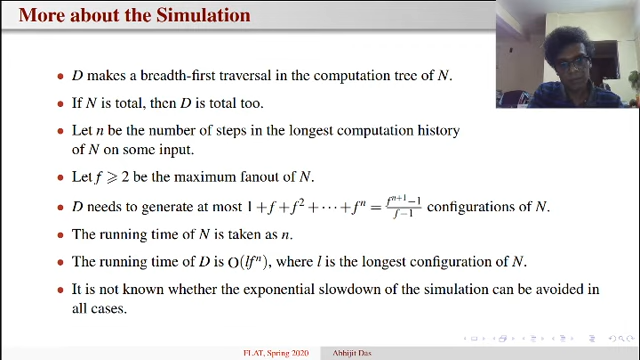 More about the Simulation
• D makes a breadth-first traversal in the computation tree of N.
• If N is total, then D is total too.
• Let n be the number of steps in the longest computation history
of N on some input.
• Let f ⩾ 2 be the maximum fanout of N.
• D needs to generate at most 1+f+f²+⋯+fⁿ = (fⁿ⁺¹−1)/(f−1) configurations of N.
• The running time of N is taken as n.
• The running time of D is O(lfⁿ), where l is the longest configuration of N.
• It is not known whether the exponential slowdown of the simulation can be avoided in
all cases.
FLAT, Spring 2020 Abhijit Das